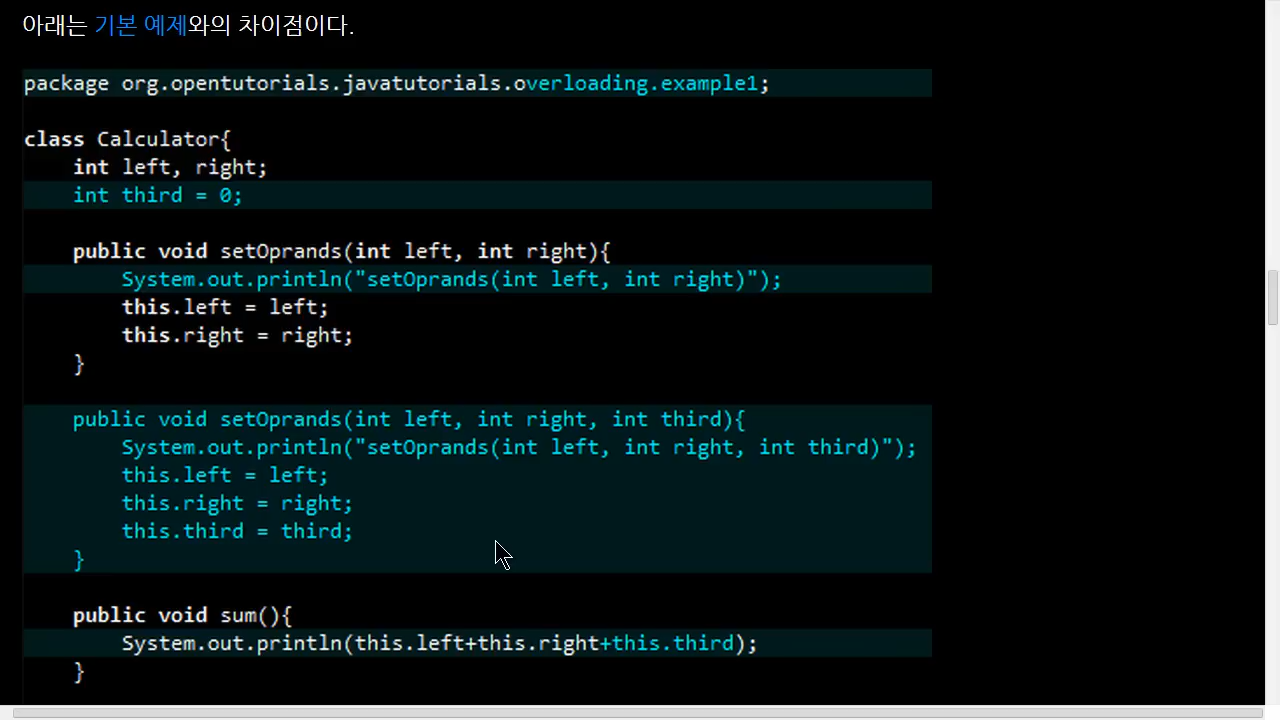 아래는 기본 예제와의 차이점이다.
package org.opentutorials.javatutorials.overloading.example1;
class Calculator{
int left, right;
int third = 0;
public void setOprands(int left, int right){
System.out.println("setOprands(int left, int right)");
this.left = left;
this.right = right;
}
public void setOprands(int left, int right, int third){
System.out.println("setOprands(int left, int right, int third)");
this.left = left;
this.right = right;
this.third = third;
}
public void sum(){
System.out.println(this.left+this.right+this.third);
}